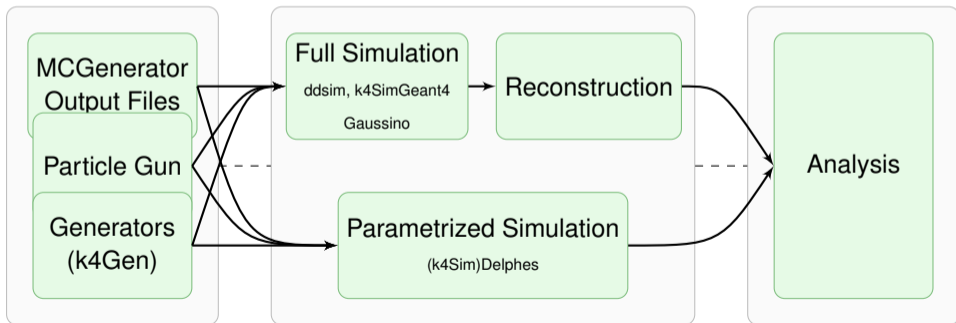 MCGenerator
Output Files
Particle Gun
Generators
(k4Gen)
Full Simulation
ddsim, k4SimGeant4
Gaussino
Reconstruction
Parametrized Simulation
(k4Sim)Delphes
Analysis